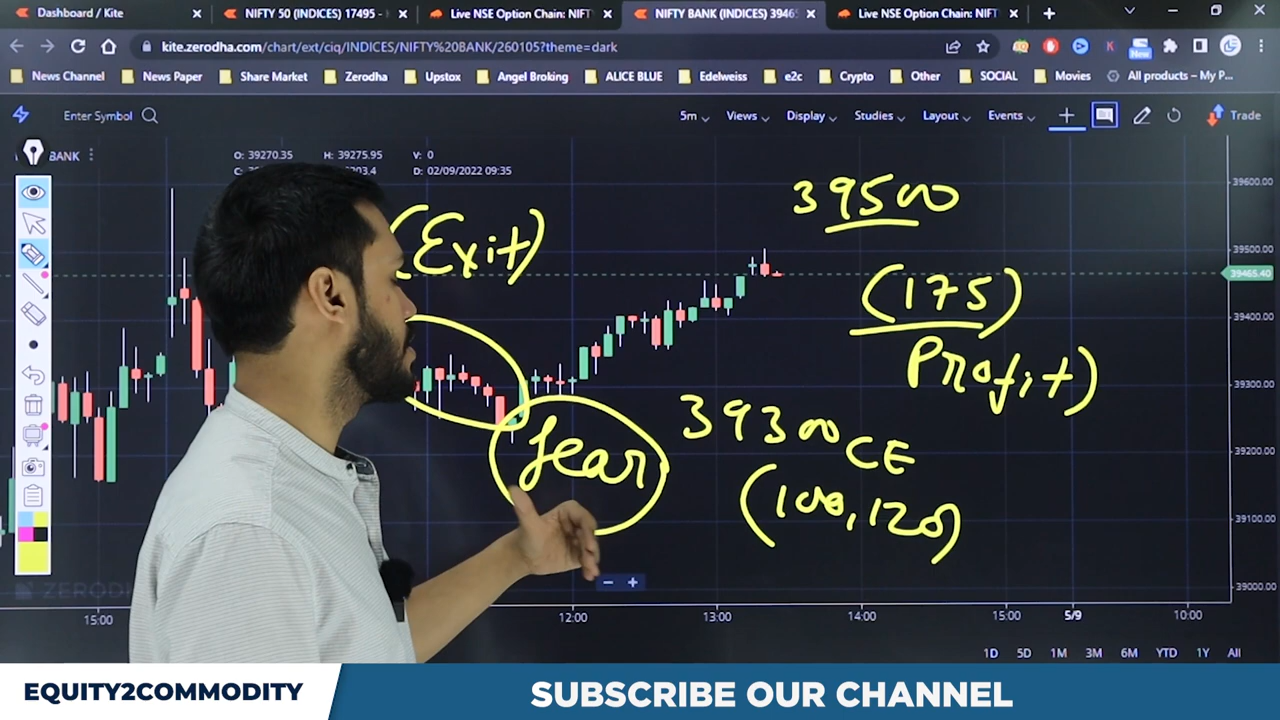 Dashboard / Kite
NIFTY 50 (INDICES) 17495 -
Live NSE Option Chain: NIFT
NIFTY BANK (INDICES) 3946
Live NSE Option Chain: NIFT
kite.zerodha.com/chart/ext/ciq/INDICES/NIFTY%20BANK/260105?theme=dark
New
News Channel
News Paper
Share Market
Zerodha
Upstox
Angel Broking
ALICE BLUE
Edelweiss
e2c
Crypto
Other
SOCIAL
Movies
All products – My P...
Enter Symbol
5m
Views
Display
Studies
Layout
Events
Trade
BANK
O: 39270.35 H: 39275.95 V: 0
D: 02/09/2022 09:35
39600.00
39500.00
39465.40
39400.00
39300.00
39200.00
39100.00
39000.00
39500
(Exit)
(175)
Profit)
39300 CE
fear
(100, 120)
15:00 12:00 13:00 14:00 15:00 5/9 10:00
1D 5D 1M 3M 6M YTD 1Y All
EQUITY2COMMODITY
SUBSCRIBE OUR CHANNEL